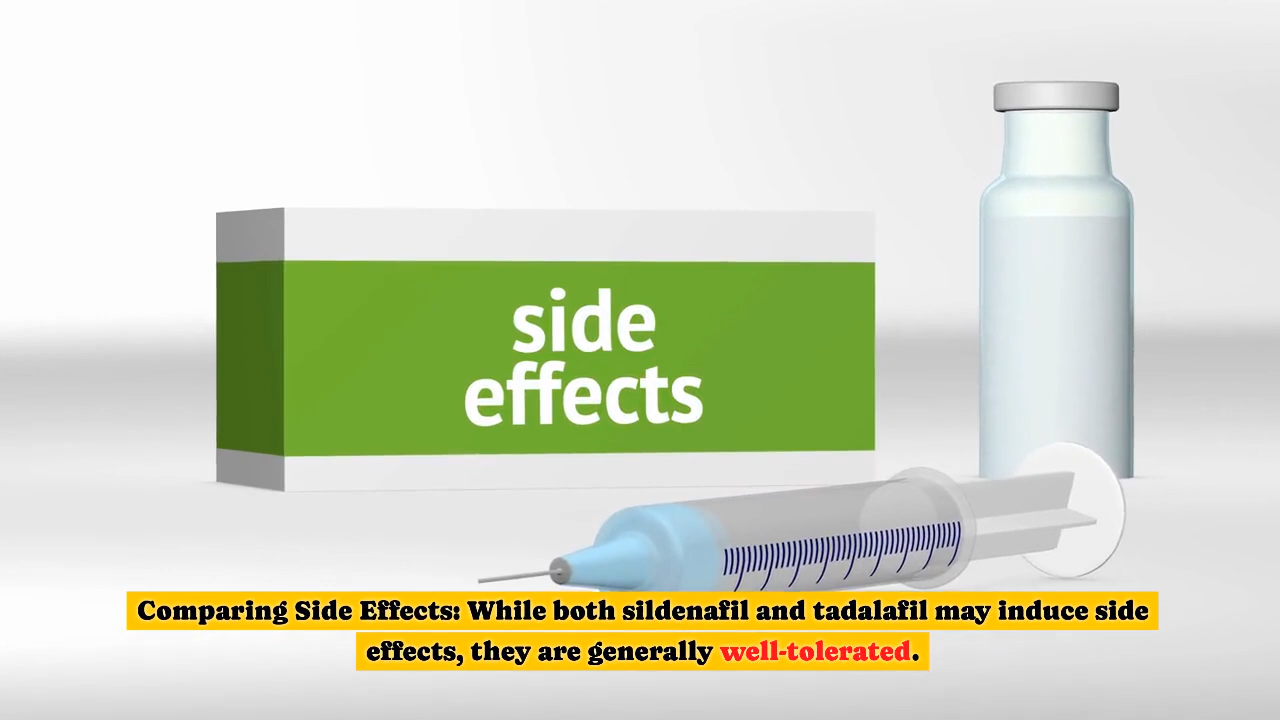 side
effects
Comparing Side Effects: While both sildenafil and tadalafil may induce side
effects, they are generally well-tolerated.